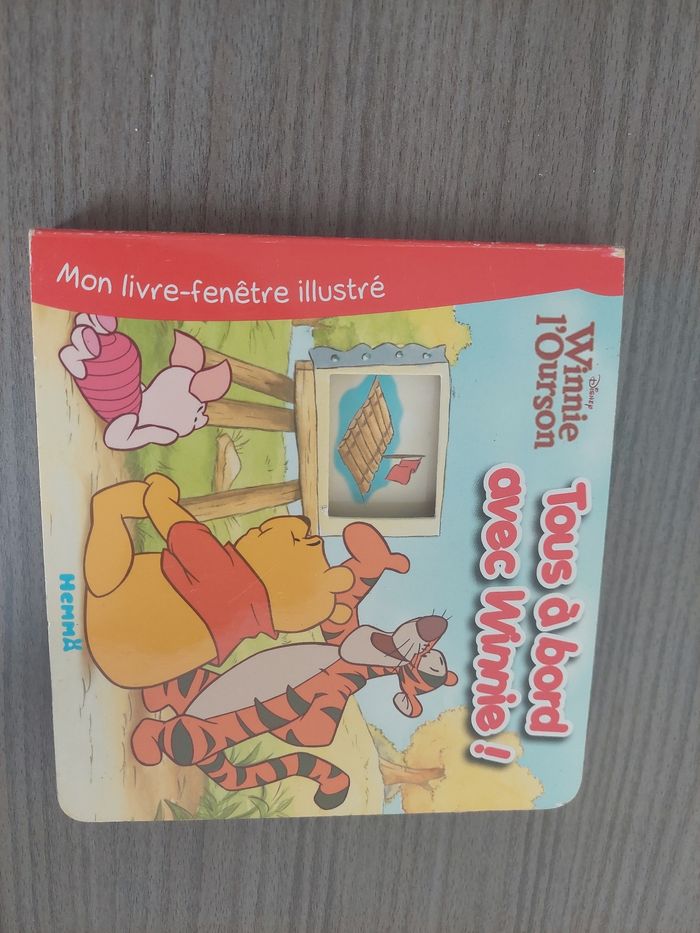 Mon livre-fenêtre illustré
DISNEY
Winnie
l'Ourson
Tous à bord
avec Winnie !
Hemma